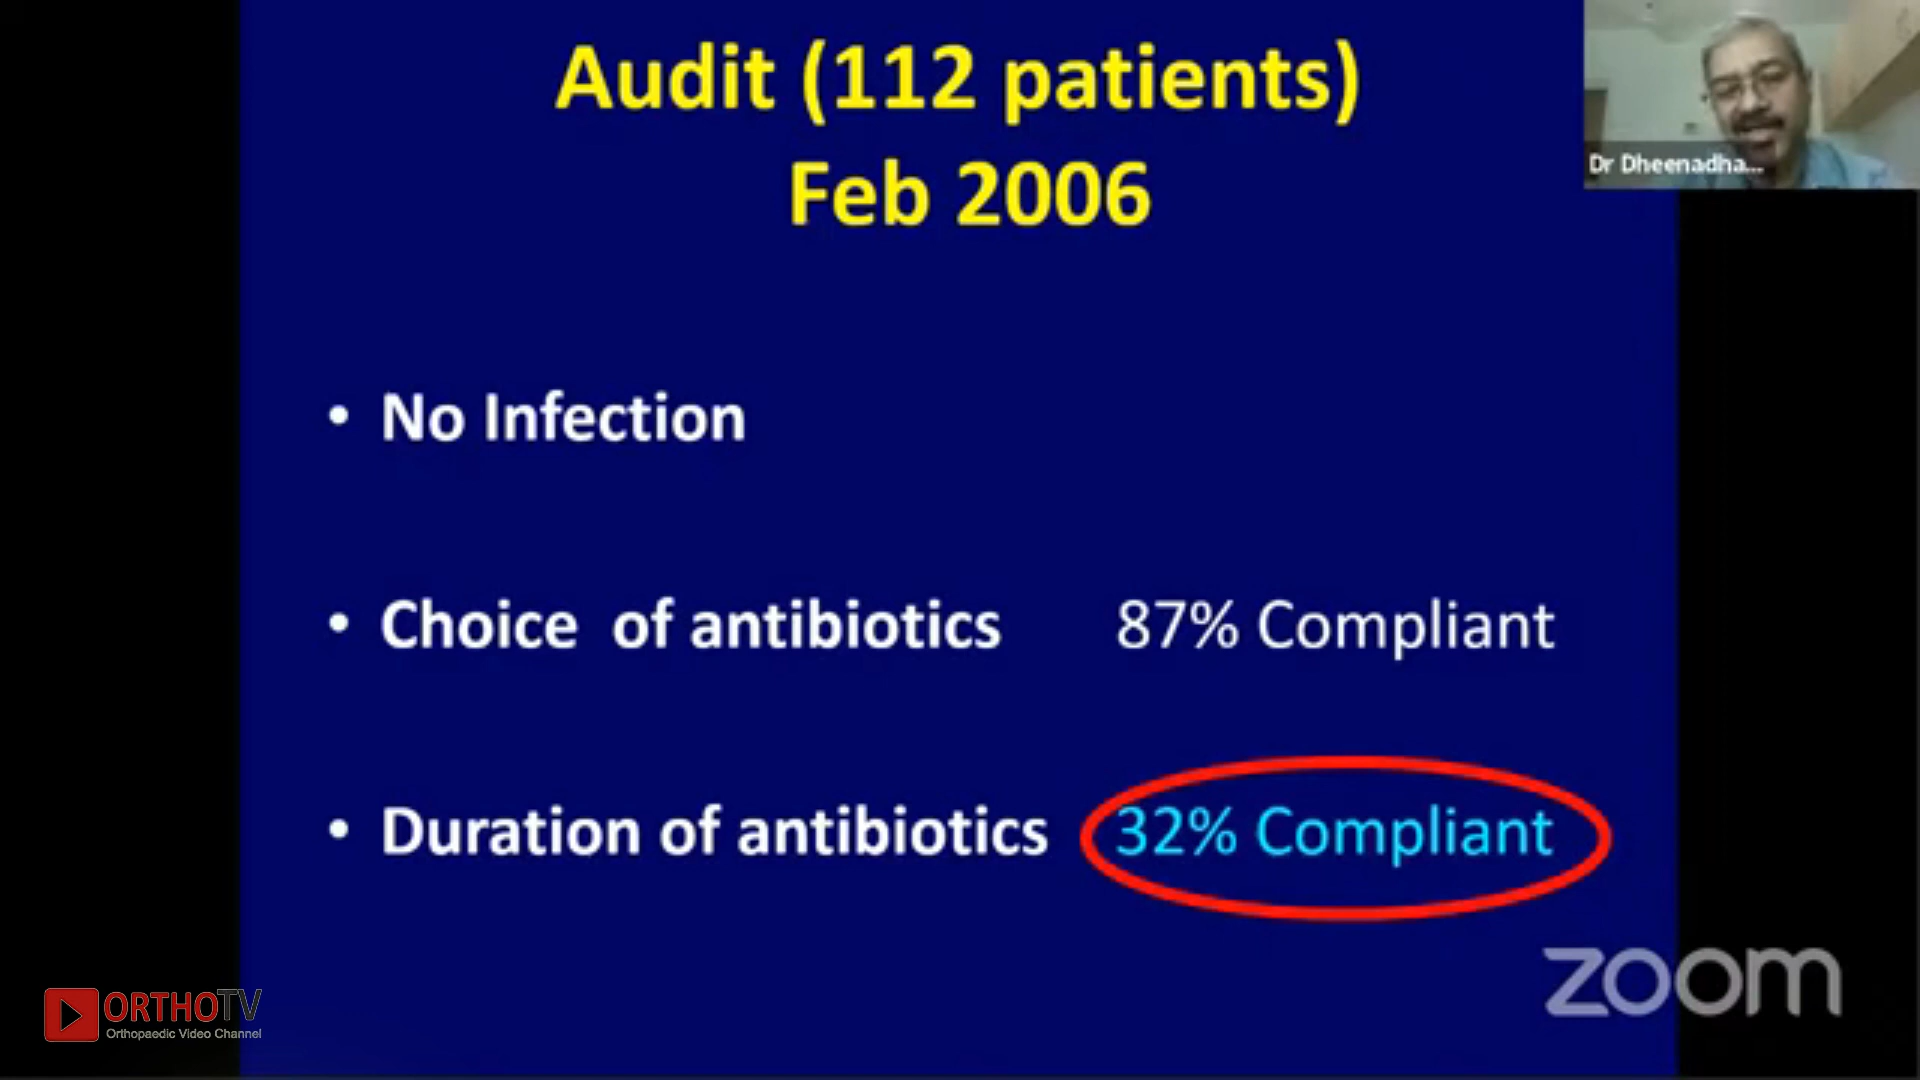 Audit (112 patients)
Feb 2006
Dr Dheenadha...
• No Infection
• Choice of antibiotics 87% Compliant
• Duration of antibiotics 32% Compliant
zoom
ORTHOTV
Orthopaedic Video Channel